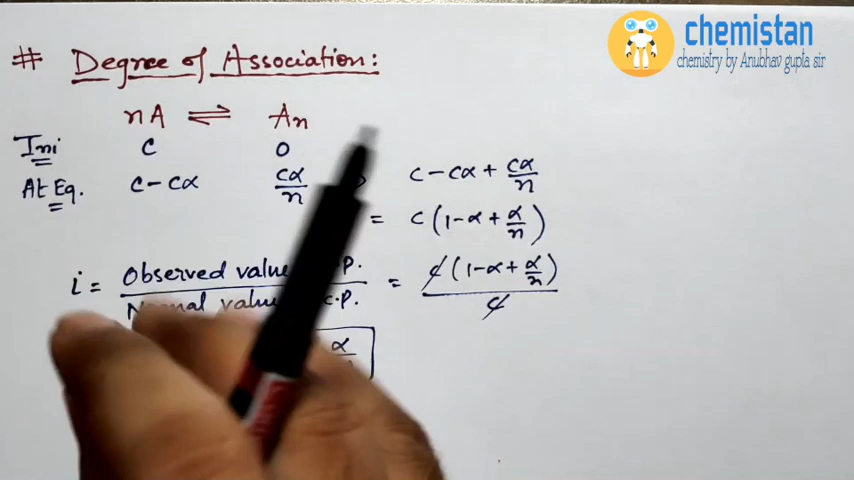 chemistan
chemistry by Anubhav gupta sir
# Degree of Association:
nA ⇌ An
Ini C 0
At Eq. C-Cα Cα/n C-Cα + Cα/n
= C(1-α+α/n)
i = Observed value C.P. / Normal value C.P. = C(1-α+α/n) / C
α